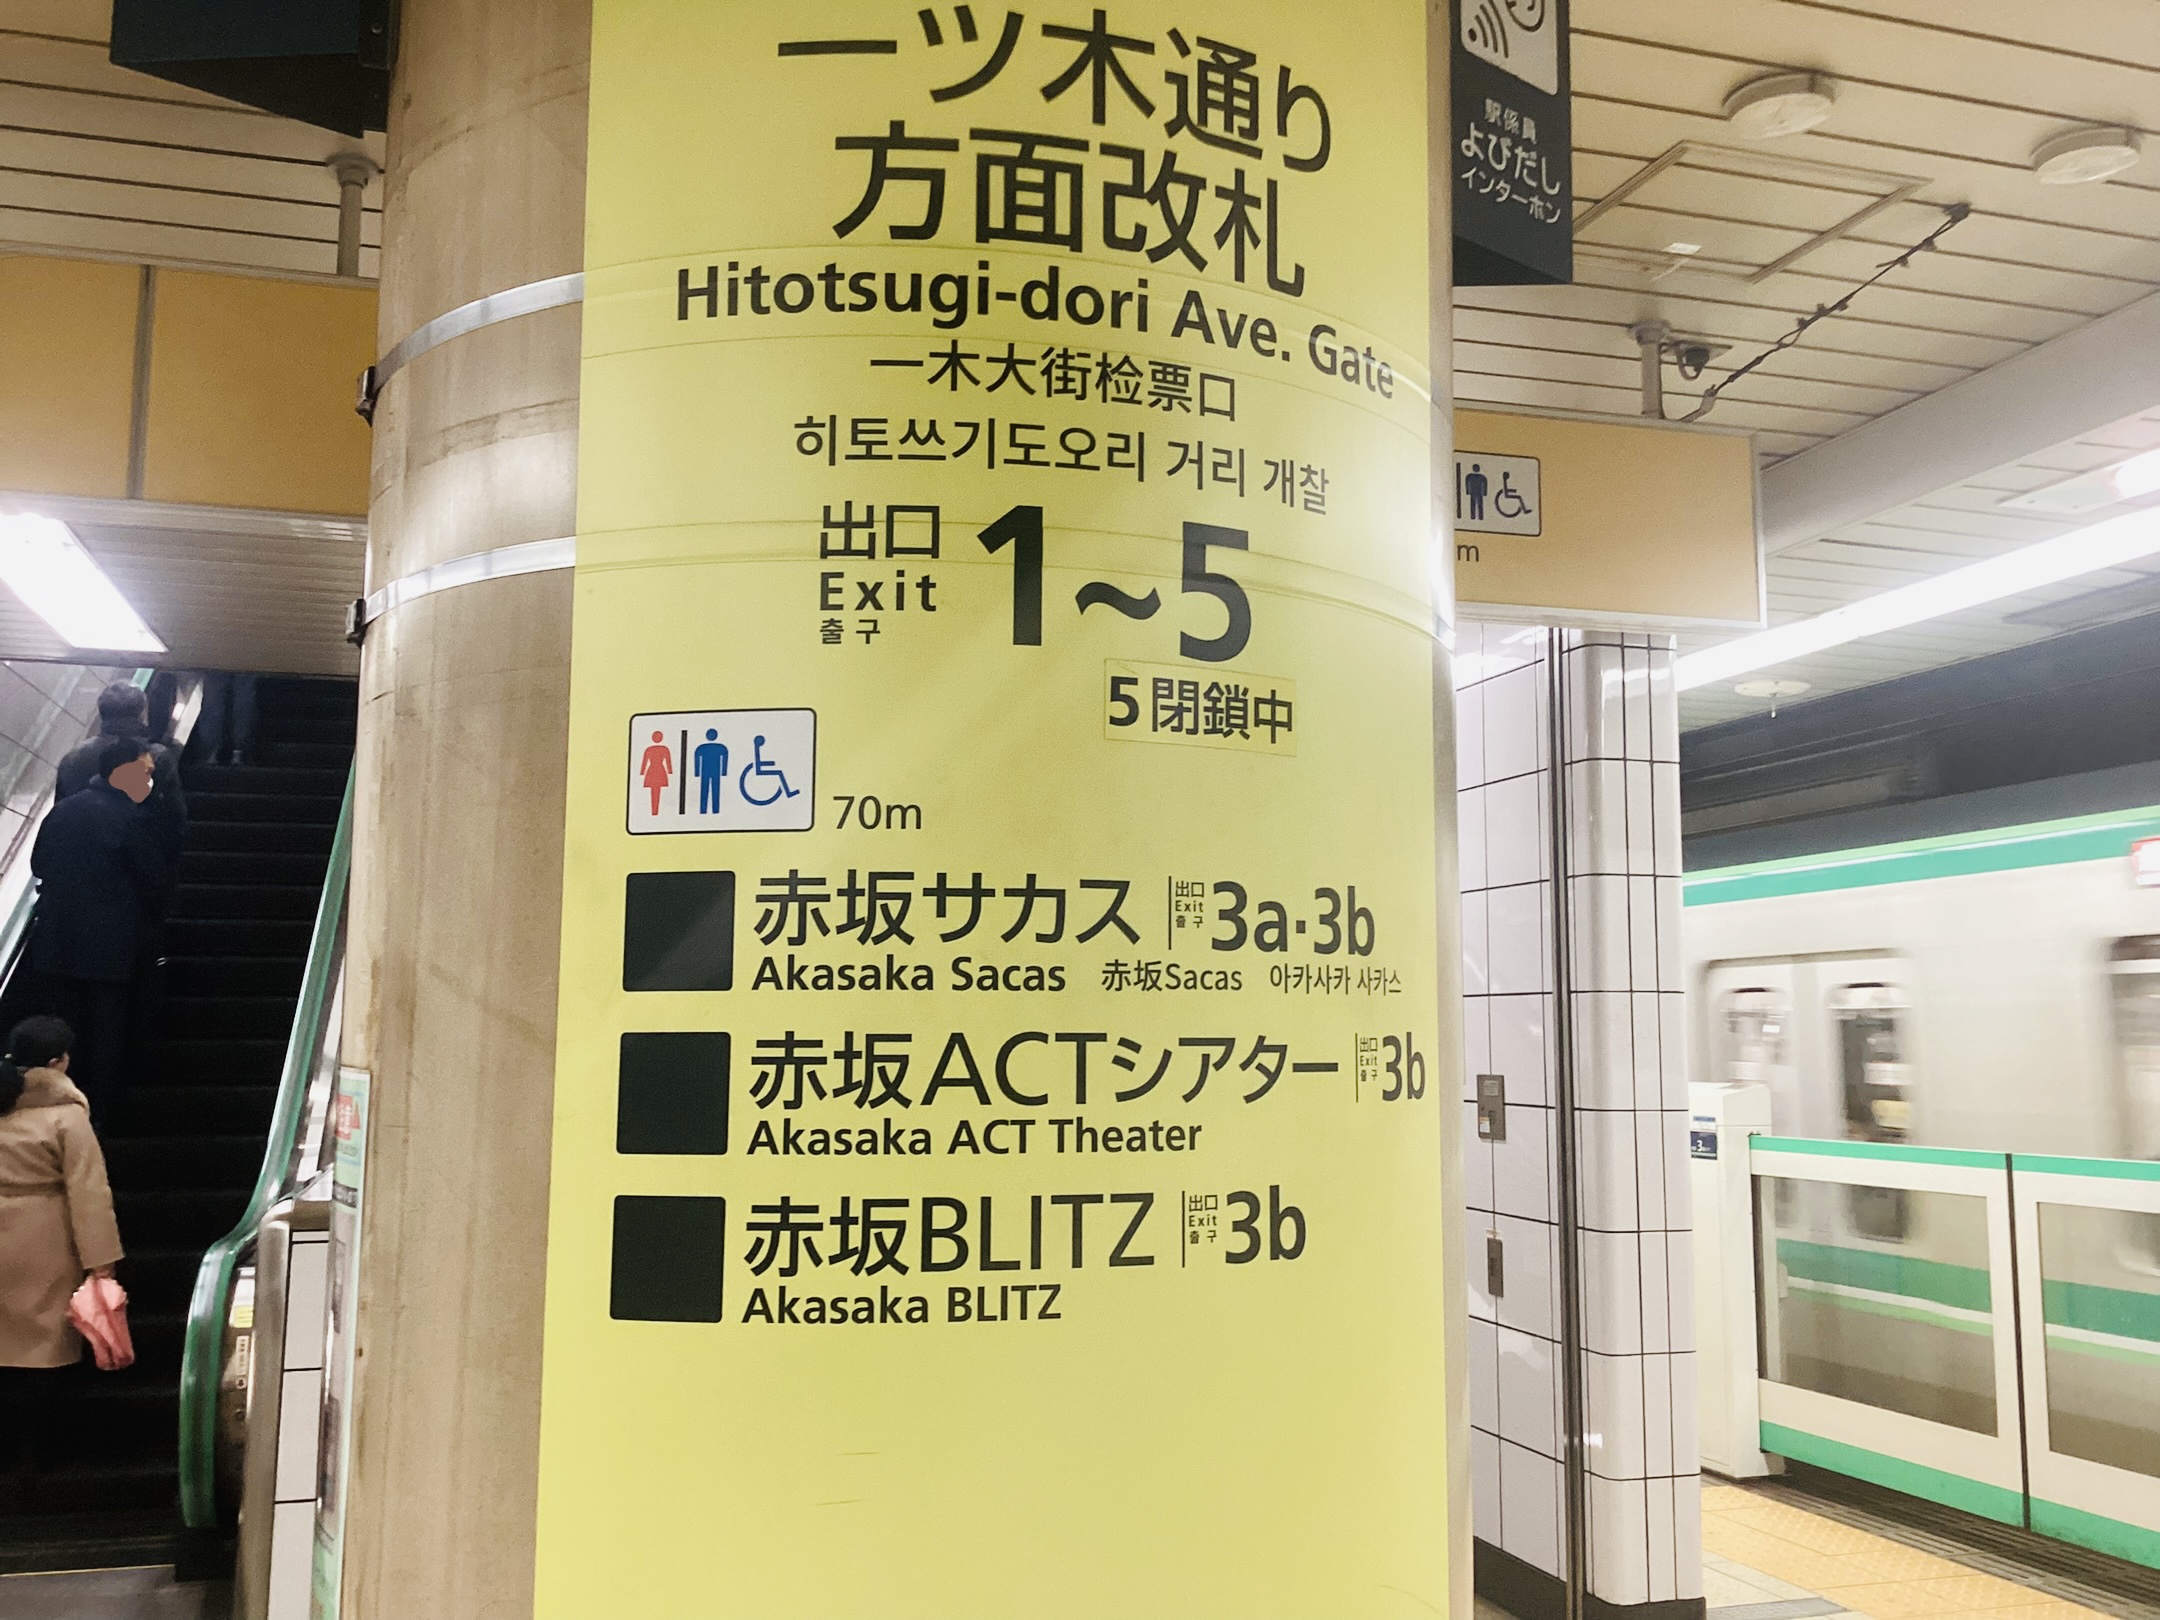 一ツ木通り
方面改札
Hitotsugi-dori Ave. Gate
一木大街检票口
히토쓰기도오리 거리 개찰
出口 1~5
Exit
출구
5閉鎖中
70m
赤坂サカス 出口 Exit 출구 3a·3b
Akasaka Sacas 赤坂Sacas 아카사카 사카스
赤坂ACTシアター 出口 Exit 출구 3b
Akasaka ACT Theater
赤坂BLITZ 出口 Exit 출구 3b
Akasaka BLITZ
駅係員
よびだし
インターホン
m